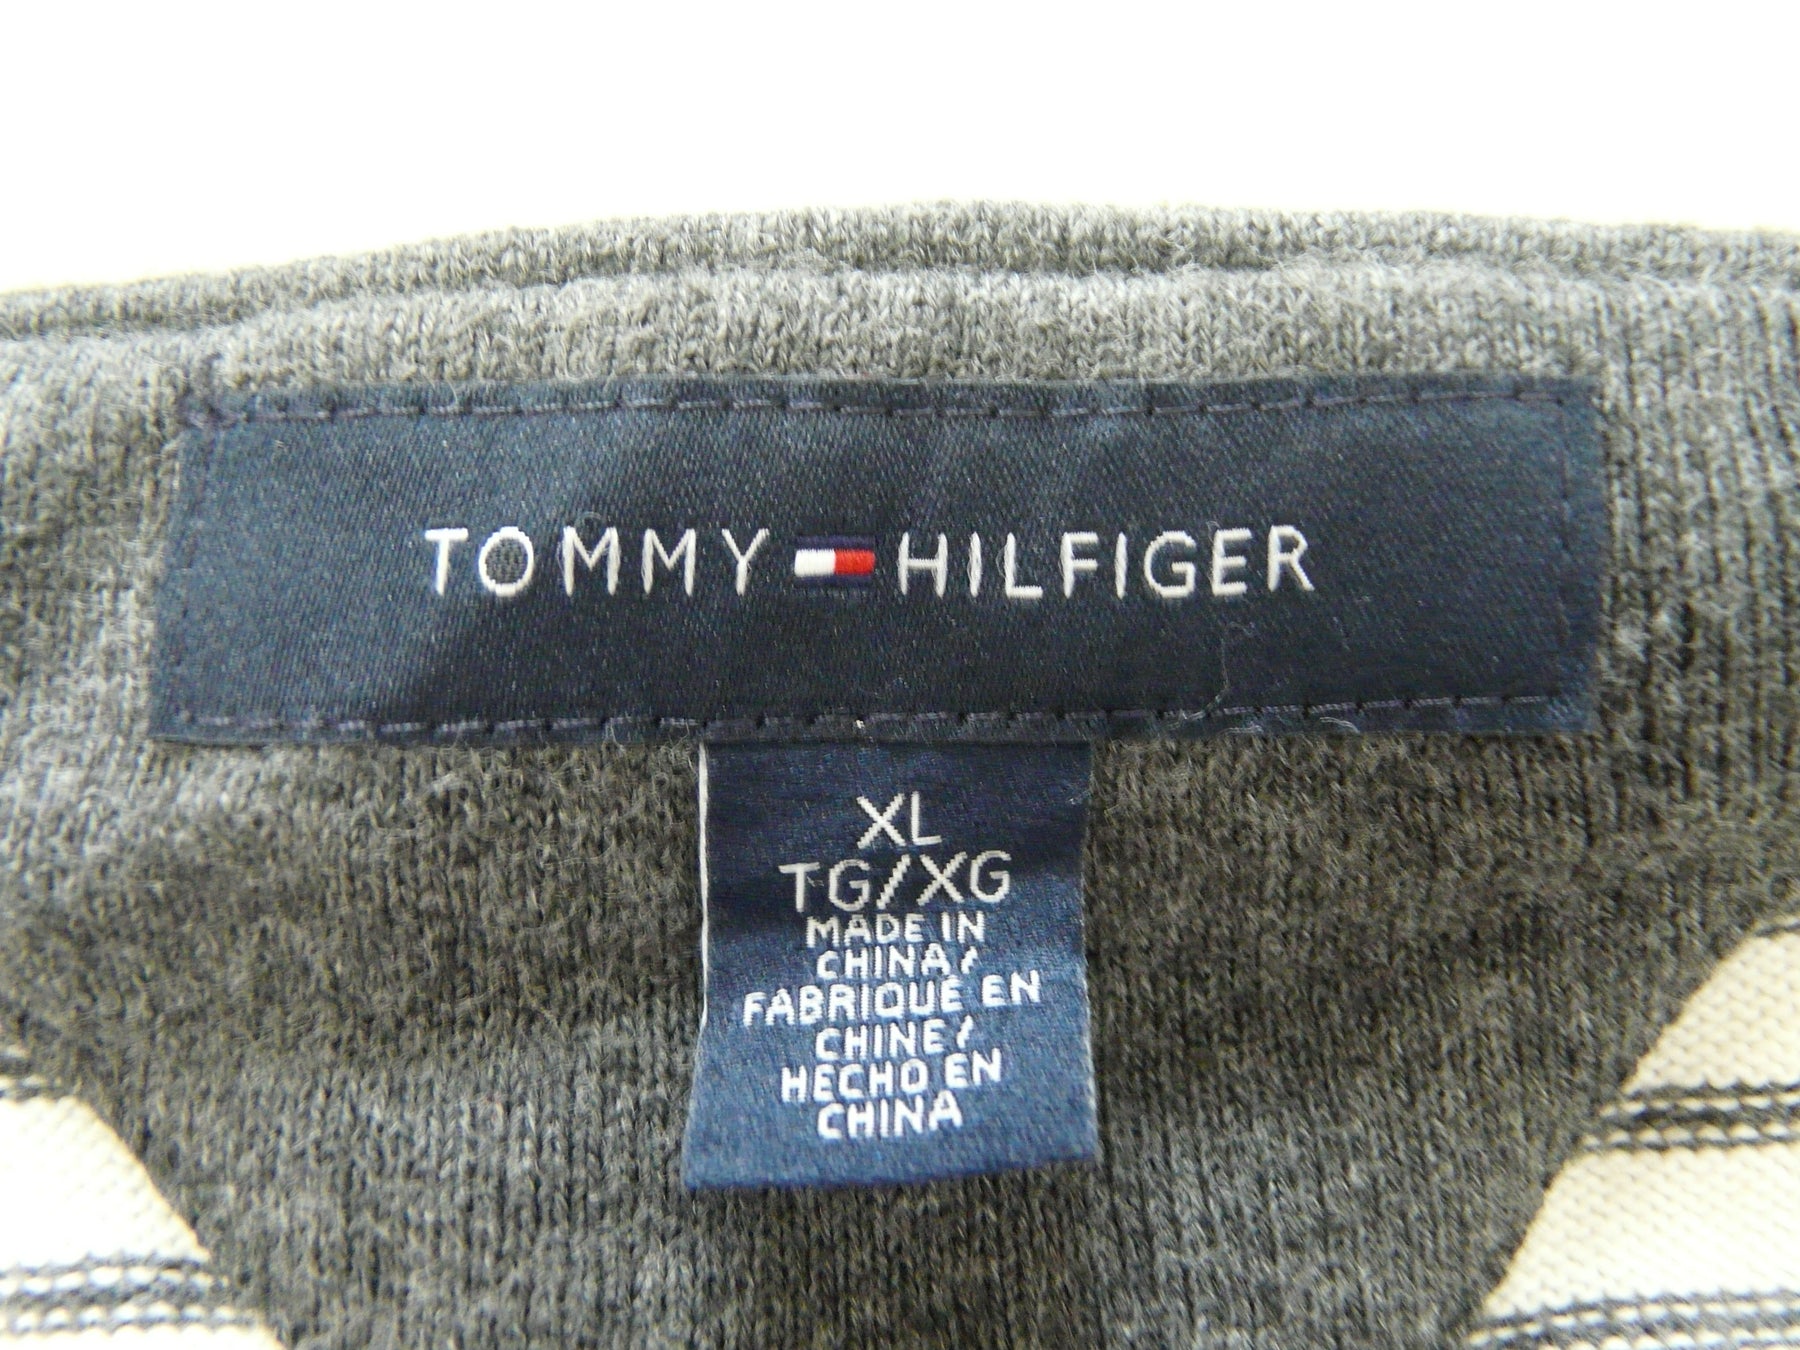 TOMMY HILFIGER
XL
TG/XG
MADE IN
CHINA/
FABRIQUÉ EN
CHINE/
HECHO EN
CHINA